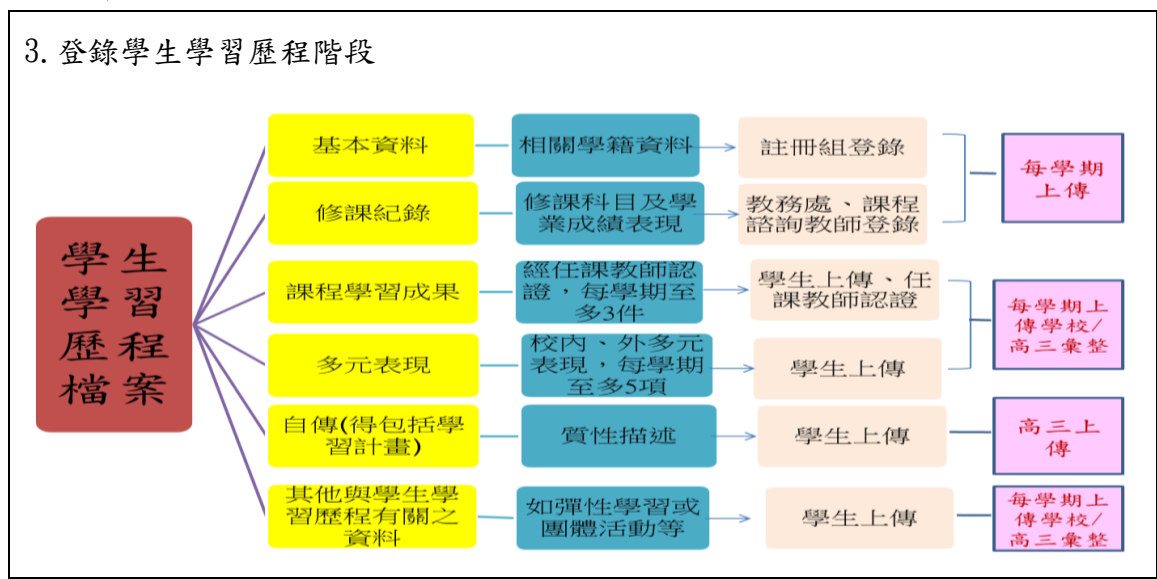 3.登錄學生學習歷程階段
學生
學習
歷程
檔案
基本資料
相關學籍資料
註冊組登錄
每學期
上傳
修課紀錄
修課科目及學
業成績表現
教務處、課程
諮詢教師登錄
課程學習成果
經任課教師認
證，每學期至
多3件
學生上傳、任
課教師認證
每學期上
傳學校/
高三彙整
多元表現
校內、外多元
表現，每學期
至多5項
學生上傳
自傳(得包括學
習計畫)
質性描述
學生上傳
高三上
傳
其他與學生學
習歷程有關之
資料
如彈性學習或
團體活動等
學生上傳
每學期上
傳學校/
高三彙整